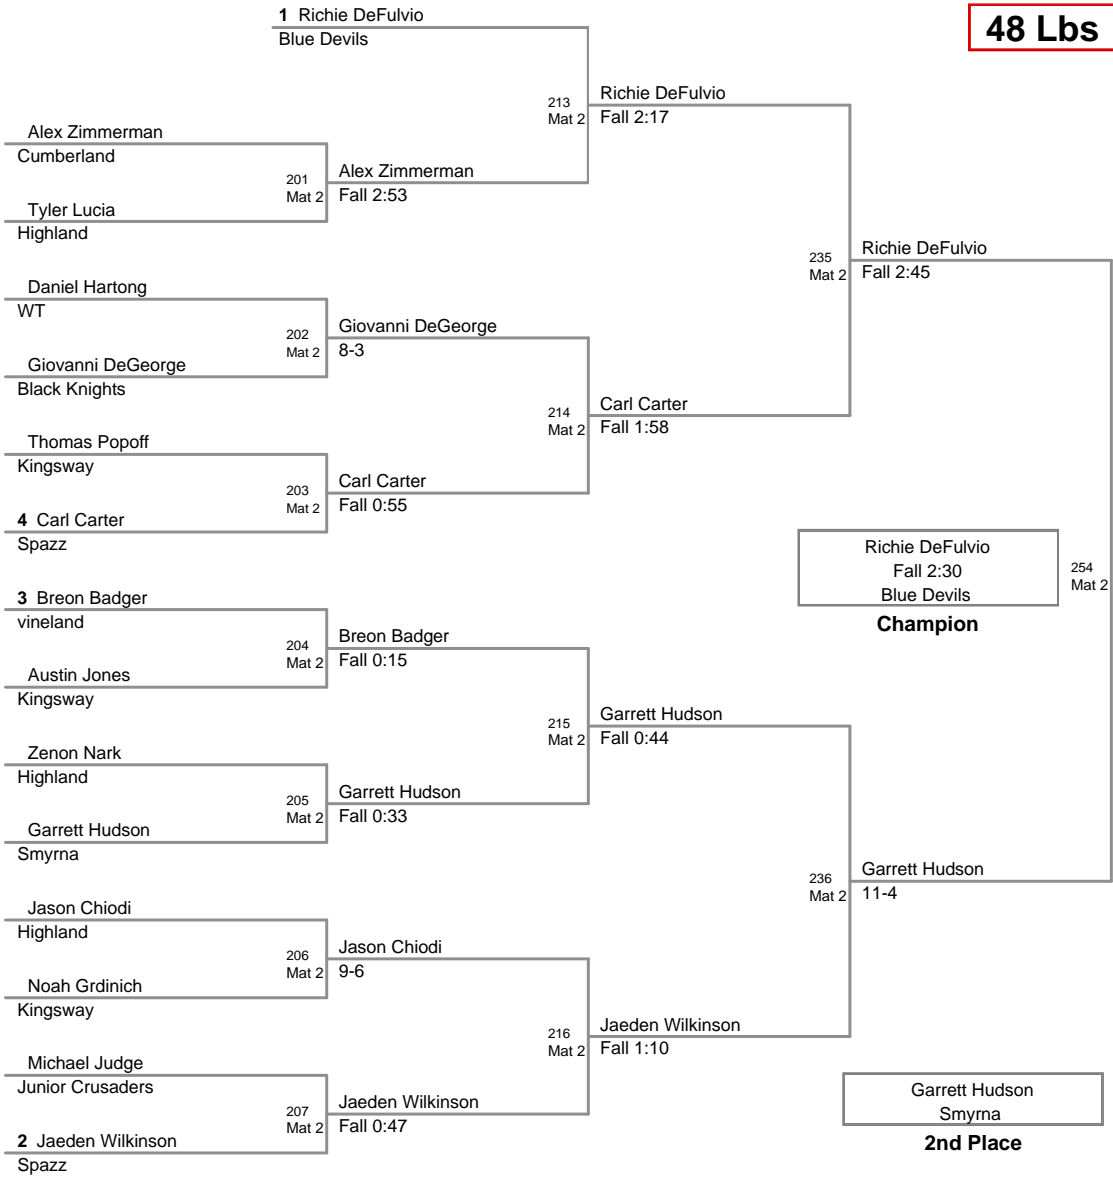 1 Richie DeFulvio
Blue Devils
48 Lbs
213
Mat 2
Richie DeFulvio
Fall 2:17
Alex Zimmerman
Cumberland
201
Mat 2
Alex Zimmerman
Fall 2:53
Tyler Lucia
Highland
235
Mat 2
Richie DeFulvio
Fall 2:45
Daniel Hartong
WT
202
Mat 2
Giovanni DeGeorge
8-3
Giovanni DeGeorge
Black Knights
214
Mat 2
Carl Carter
Fall 1:58
Thomas Popoff
Kingsway
203
Mat 2
Carl Carter
Fall 0:55
4 Carl Carter
Spazz
Richie DeFulvio
Fall 2:30
Blue Devils
Champion
254
Mat 2
3 Breon Badger
vineland
204
Mat 2
Breon Badger
Fall 0:15
Austin Jones
Kingsway
215
Mat 2
Garrett Hudson
Fall 0:44
Zenon Nark
Highland
205
Mat 2
Garrett Hudson
Fall 0:33
Garrett Hudson
Smyrna
236
Mat 2
Garrett Hudson
11-4
Jason Chiodi
Highland
206
Mat 2
Jason Chiodi
9-6
Noah Grdinich
Kingsway
216
Mat 2
Jaeden Wilkinson
Fall 1:10
Michael Judge
Junior Crusaders
207
Mat 2
Jaeden Wilkinson
Fall 0:47
2 Jaeden Wilkinson
Spazz
Garrett Hudson
Smyrna
2nd Place